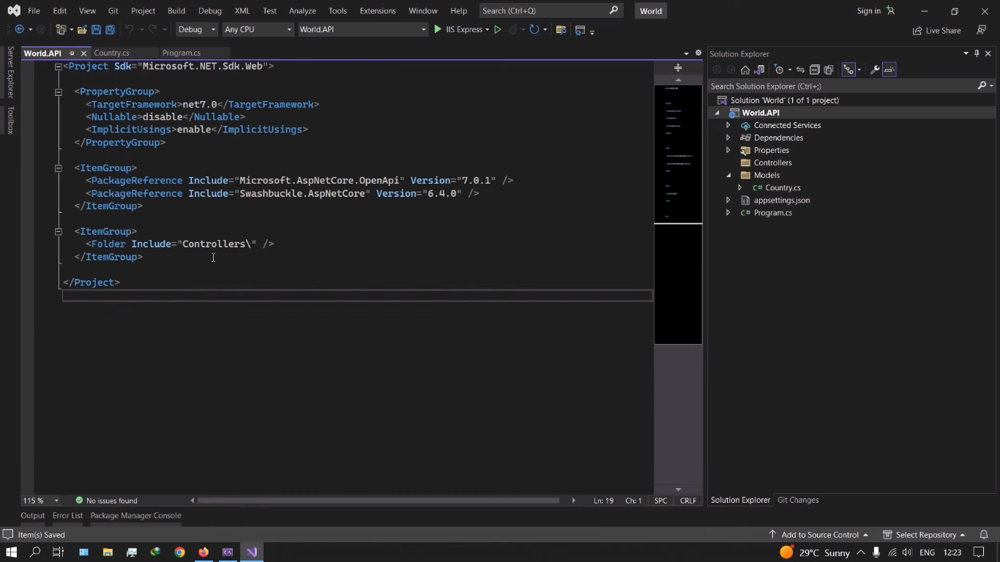 File Edit View Git Project Build Debug XML Test Analyze Tools Extensions Window Help Search (Ctrl+Q) World Sign in
Debug Any CPU World.API IIS Express Live Share
Server Explorer
Toolbox
World.API Country.cs Program.cs
<Project Sdk="Microsoft.NET.Sdk.Web">
<PropertyGroup>
<TargetFramework>net7.0</TargetFramework>
<Nullable>disable</Nullable>
<ImplicitUsings>enable</ImplicitUsings>
</PropertyGroup>
<ItemGroup>
<PackageReference Include="Microsoft.AspNetCore.OpenApi" Version="7.0.1" />
<PackageReference Include="Swashbuckle.AspNetCore" Version="6.4.0" />
</ItemGroup>
<ItemGroup>
<Folder Include="Controllers\" />
</ItemGroup>
</Project>
Solution Explorer
Search Solution Explorer (Ctrl+;)
Solution 'World' (1 of 1 project)
World.API
Connected Services
Dependencies
Properties
Controllers
Models
C# Country.cs
appsettings.json
C# Program.cs
115 % No issues found Ln: 19 Ch: 1 SPC CRLF
Solution Explorer Git Changes
Output Error List Package Manager Console
Item(s) Saved Add to Source Control Select Repository
29°C Sunny ENG 12:23